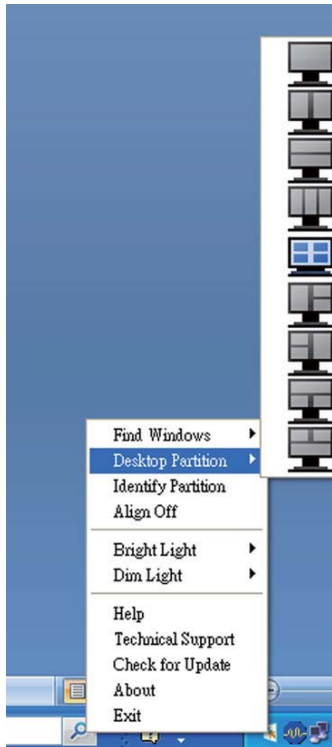 Find Windows
Desktop Partition
Identify Partition
Align Off
Bright Light
Dim Light
Help
Technical Support
Check for Update
About
Exit